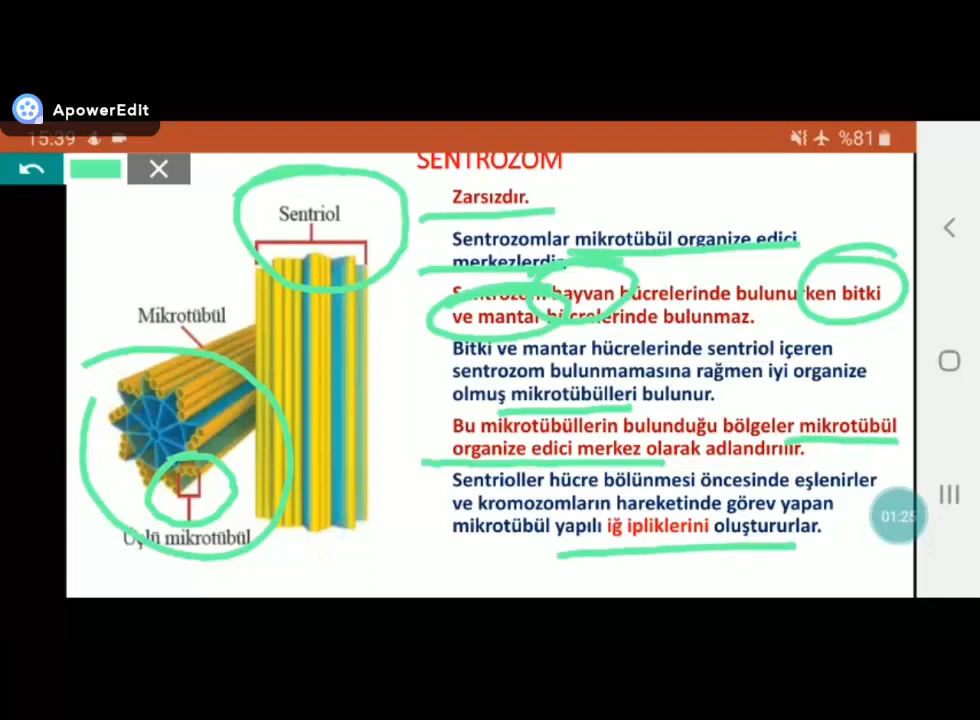 ApowerEdit
15.39
%81
SENTROZOM
Zarsızdır.
Sentriol
Sentrozomlar mikrotübül organize edici
merkezlerdir.
Sentrozom hayvan hücrelerinde bulunurken bitki
ve mantar hücrelerinde bulunmaz.
Mikrotübül
Bitki ve mantar hücrelerinde sentriol içeren
sentrozom bulunmamasına rağmen iyi organize
olmuş mikrotübülleri bulunur.
Bu mikrotübüllerin bulunduğu bölgeler mikrotübül
organize edici merkez olarak adlandırılır.
Sentrioller hücre bölünmesi öncesinde eşlenirler
ve kromozomların hareketinde görev yapan
mikrotübül yapılı iğ ipliklerini oluştururlar.
01:25
Üçlü mikrotübül